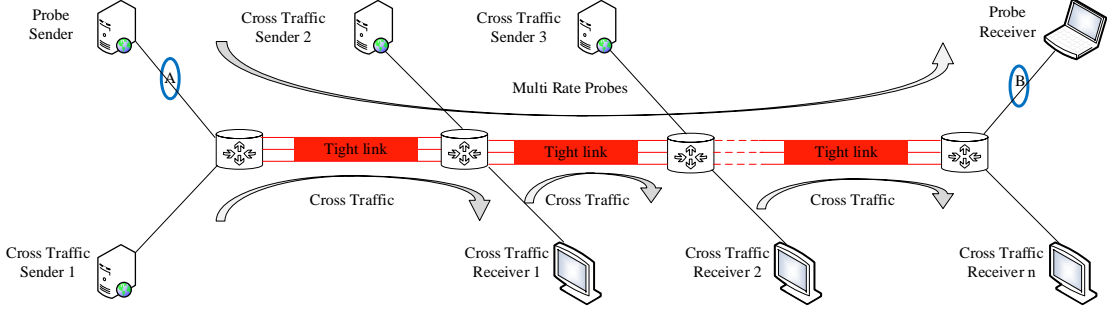 Probe
Sender
Cross Traffic
Sender 2
Cross Traffic
Sender 3
Probe
Receiver
A
Multi Rate Probes
B
Tight link
Tight link
Tight link
Cross Traffic
Cross Traffic
Cross Traffic
Cross Traffic
Sender 1
Cross Traffic
Receiver 1
Cross Traffic
Receiver 2
Cross Traffic
Receiver n